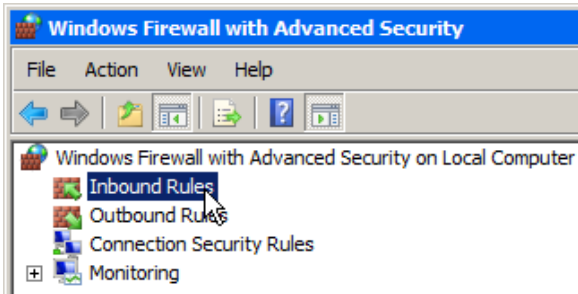 Windows Firewall with Advanced Security
File Action View Help
Windows Firewall with Advanced Security on Local Computer
Inbound Rules
Outbound Rules
Connection Security Rules
Monitoring